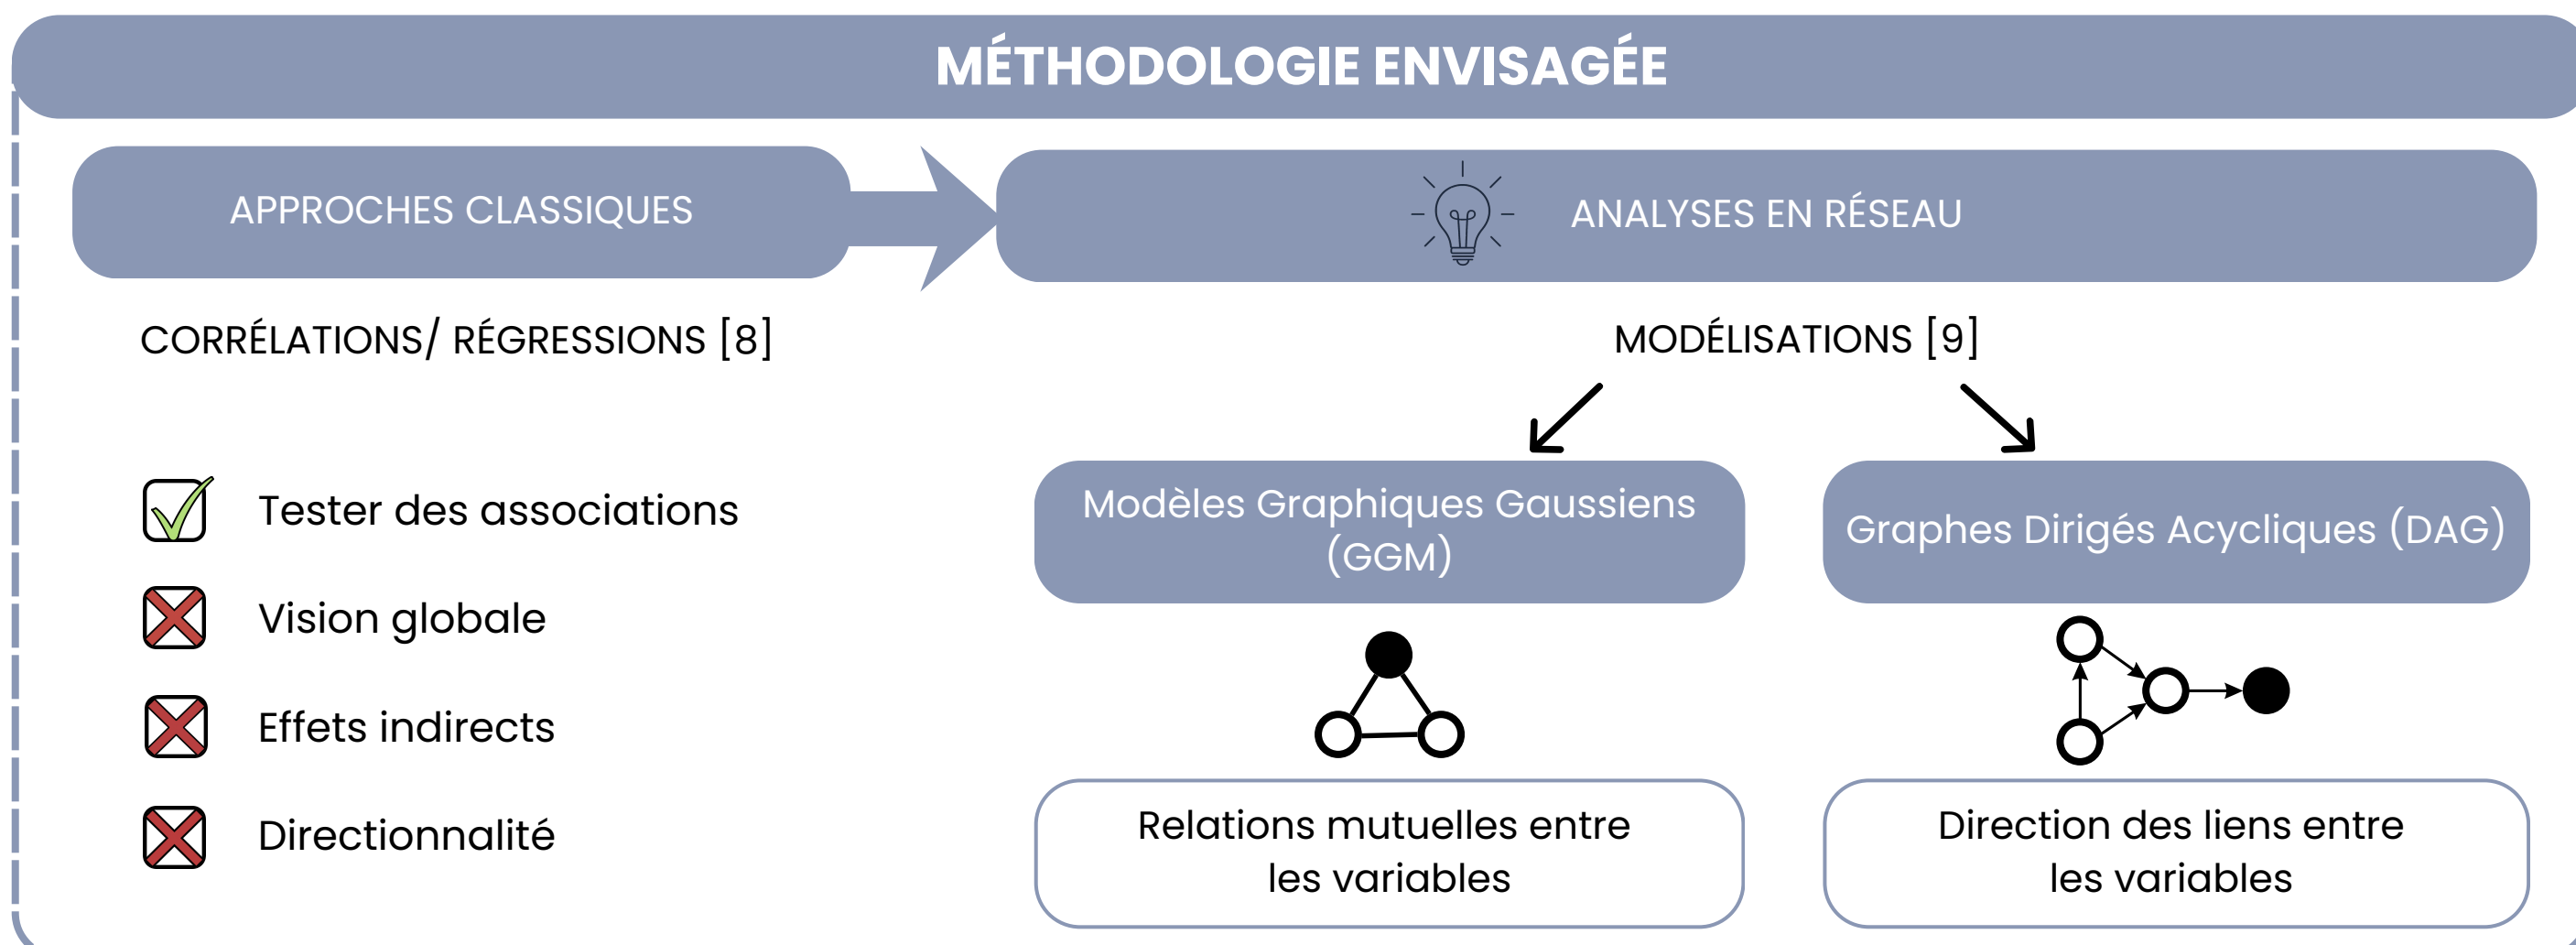 MÉTHODOLOGIE ENVISAGÉE
APPROCHES CLASSIQUES
ANALYSES EN RÉSEAU
CORRÉLATIONS/ RÉGRESSIONS [8]
MODÉLISATIONS [9]
Tester des associations
Vision globale
Effets indirects
Directionnalité
Modèles Graphiques Gaussiens
(GGM)
Graphes Dirigés Acycliques (DAG)
Relations mutuelles entre
les variables
Direction des liens entre
les variables